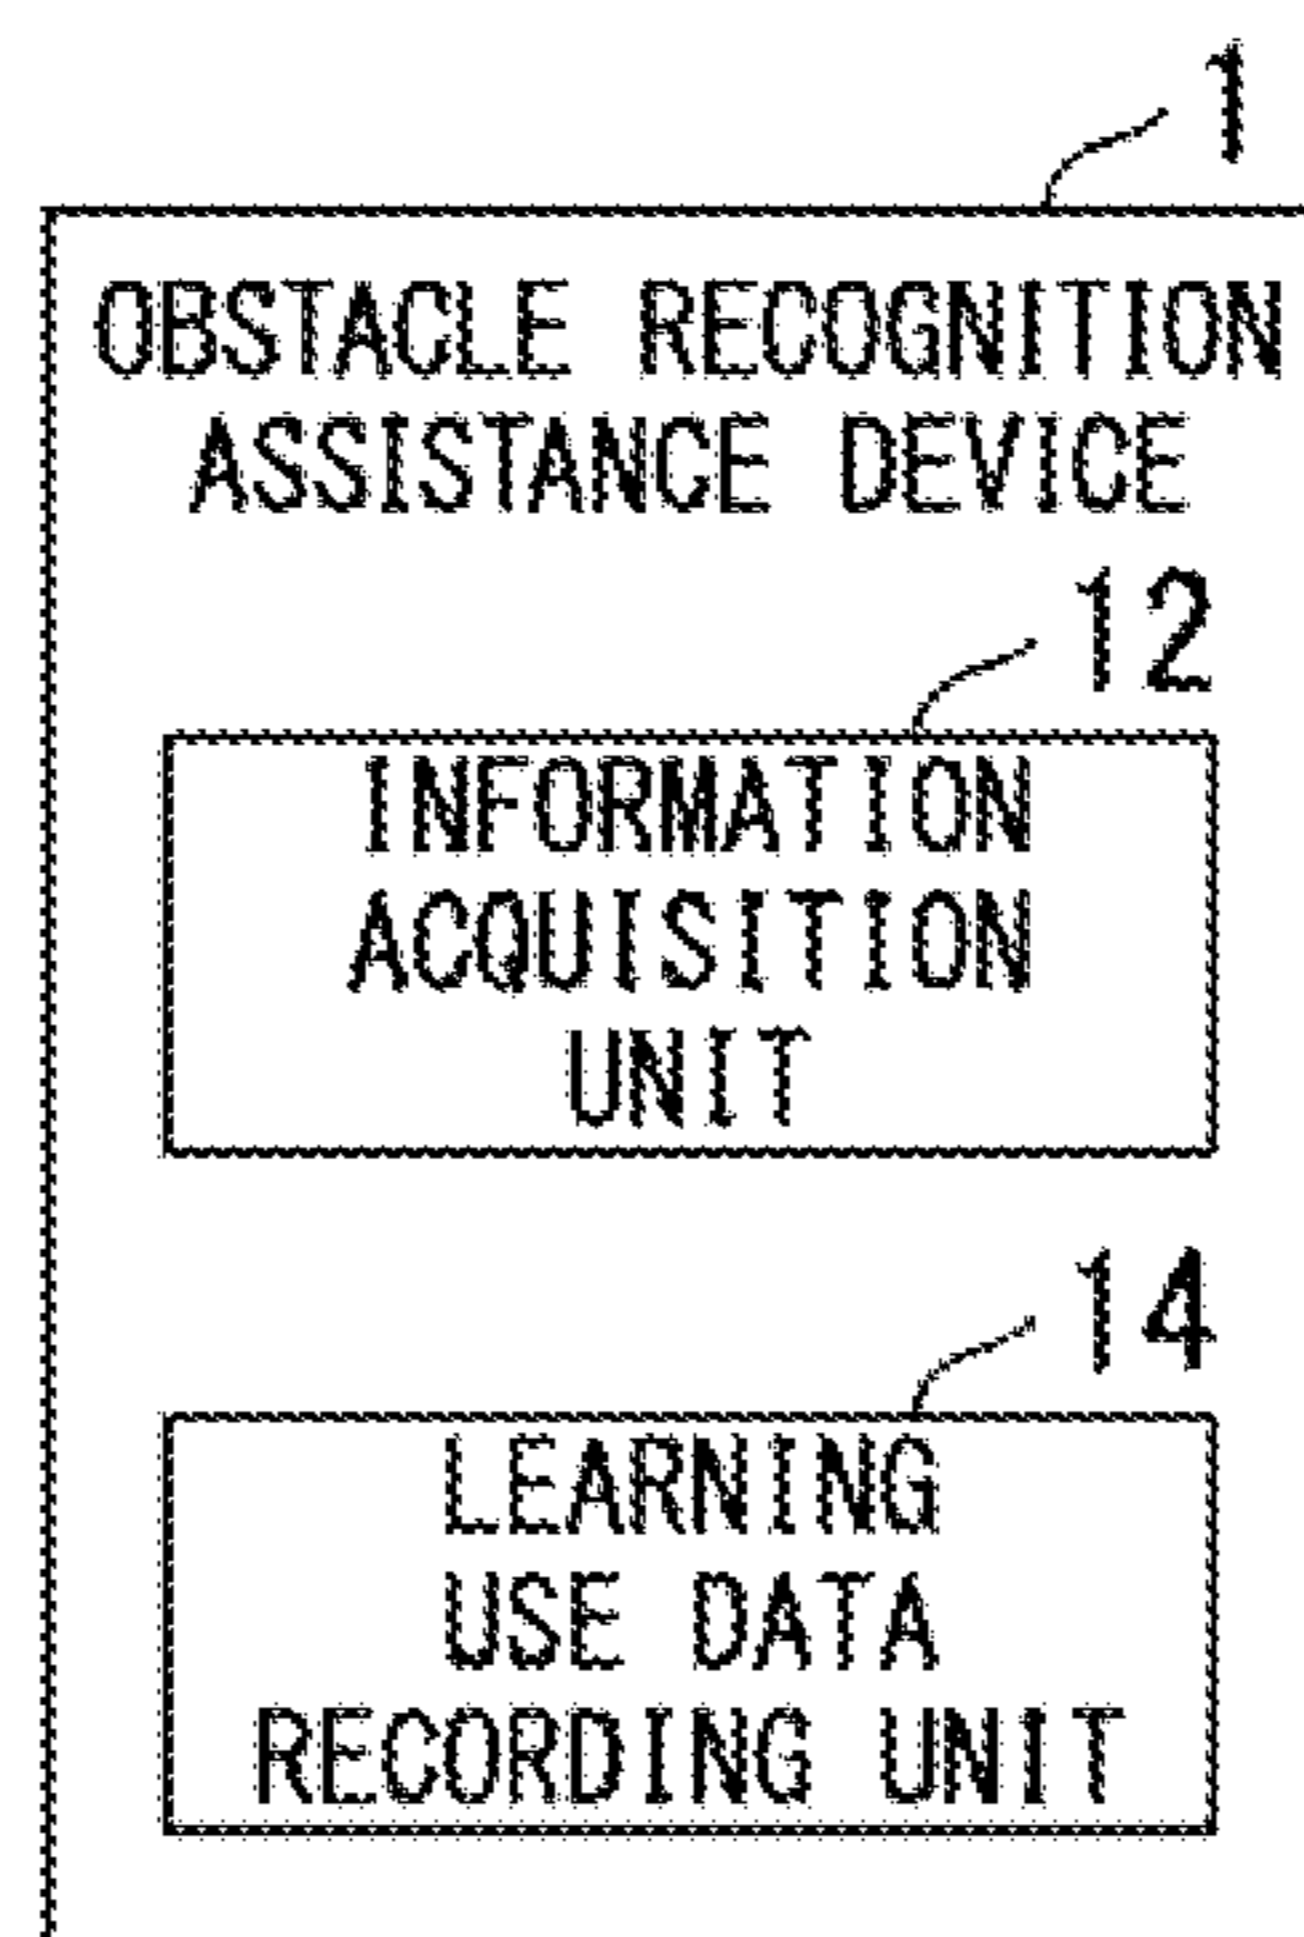 1
OBSTACLE RECOGNITION
ASSISTANCE DEVICE
12
INFORMATION
ACQUISITION
UNIT
14
LEARNING
USE DATA
RECORDING UNIT